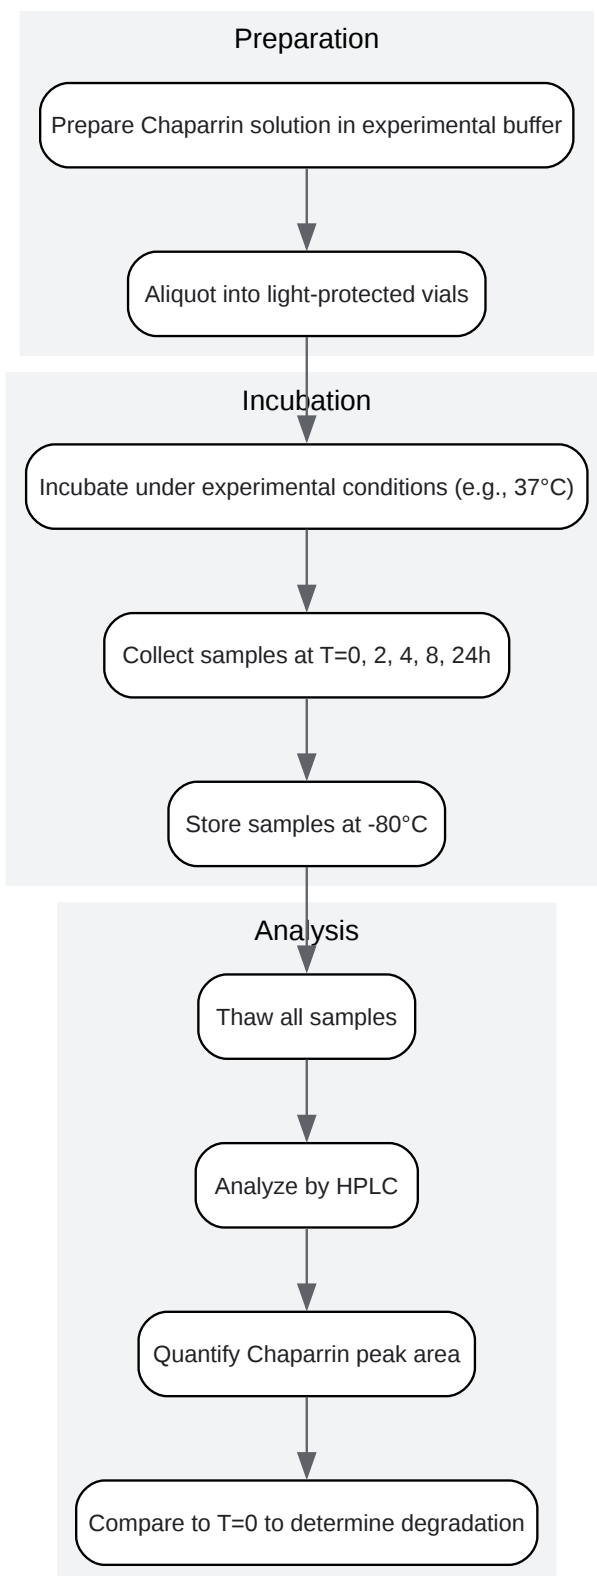 Preparation
Prepare Chaparrin solution in experimental buffer
Aliquot into light-protected vials
Incubation
Incubate under experimental conditions (e.g., 37°C)
Collect samples at T=0, 2, 4, 8, 24h
Store samples at -80°C
Analysis
Thaw all samples
Analyze by HPLC
Quantify Chaparrin peak area
Compare to T=0 to determine degradation